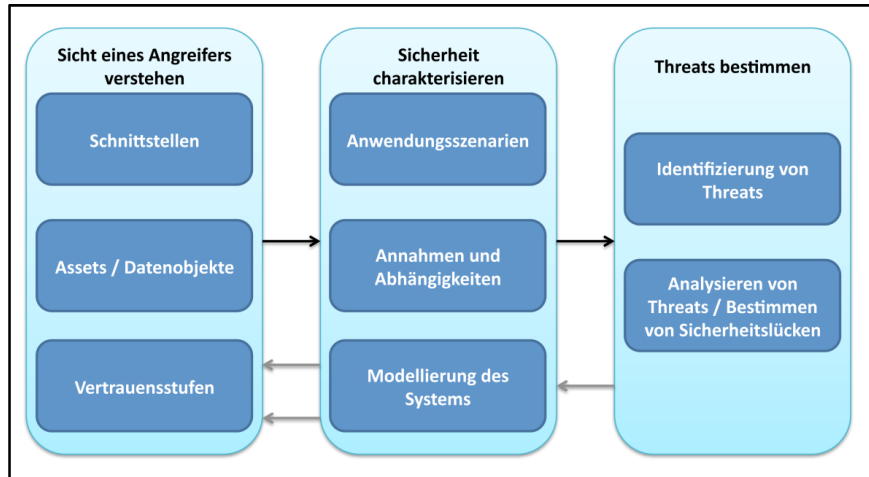 Sicht eines Angreifers
verstehen
Schnittstellen
Assets / Datenobjekte
Vertrauensstufen
Sicherheit
charakterisieren
Anwendungsszenarien
Annahmen und
Abhängigkeiten
Modellierung des
Systems
Threats bestimmen
Identifizierung von
Threats
Analysieren von
Threats / Bestimmen
von Sicherheitslücken